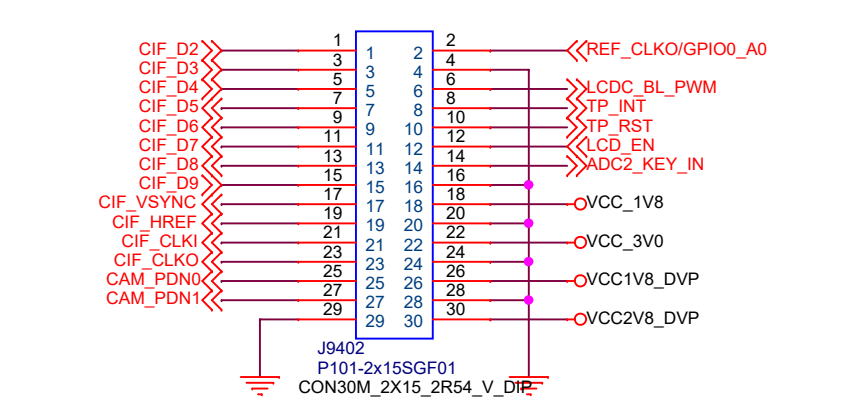 1 2
CIF_D2 1 2 REF_CLKO/GPIO0_A0
3 4
CIF_D3 3 4
5 6
CIF_D4 5 6 LCDC_BL_PWM
7 8
CIF_D5 7 8 TP_INT
9 10
CIF_D6 9 10 TP_RST
11 12
CIF_D7 11 12 LCD_EN
13 14
CIF_D8 13 14 ADC2_KEY_IN
15 16
CIF_D9 15 16
17 18
CIF_VSYNC 17 18 VCC_1V8
19 20
CIF_HREF 19 20
21 22
CIF_CLKI 21 22 VCC_3V0
23 24
CIF_CLKO 23 24
25 26
CAM_PDN0 25 26 VCC1V8_DVP
27 28
CAM_PDN1 27 28
29 30
29 30 VCC2V8_DVP
J9402
P101-2x15SGF01
CON30M_2X15_2R54_V_DIP